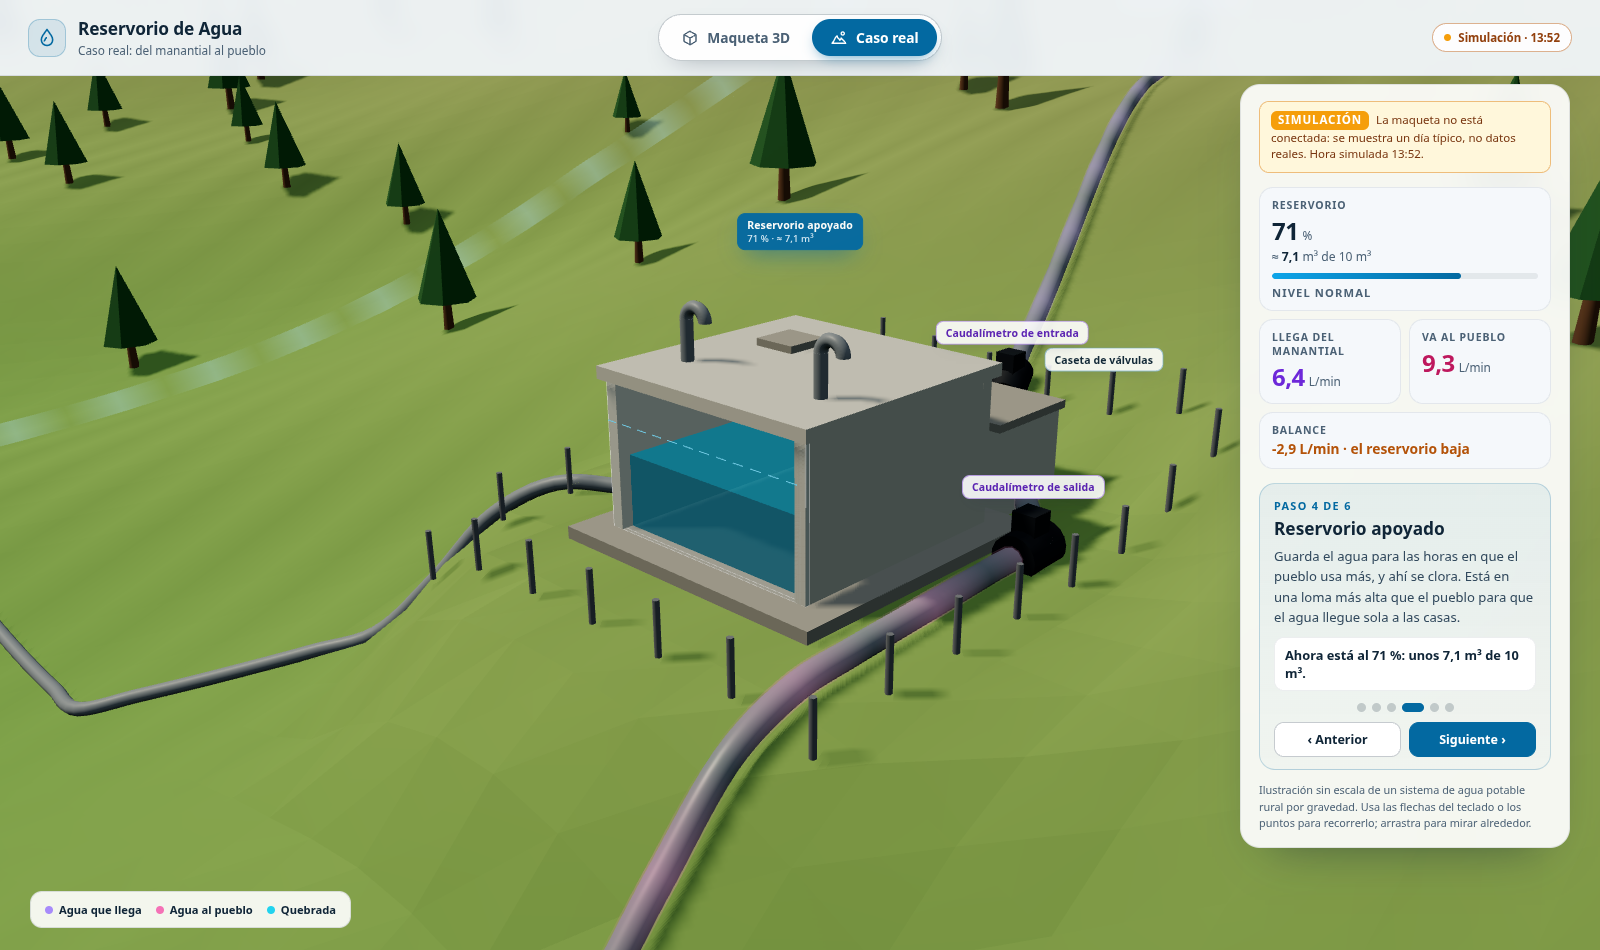 Reservorio de Agua
Caso real: del manantial al pueblo
Maqueta 3D
Caso real
Simulación · 13:52
Reservorio apoyado
71 % · ≈ 7,1 m³
Caudalímetro de entrada
Caseta de válvulas
Caudalímetro de salida
SIMULACIÓN La maqueta no está
conectada: se muestra un día típico, no datos
reales. Hora simulada 13:52.
RESERVORIO
71 %
≈ 7,1 m³ de 10 m³
NIVEL NORMAL
LLEGA DEL
MANANTIAL
6,4 L/min
VA AL PUEBLO
9,3 L/min
BALANCE
-2,9 L/min · el reservorio baja
PASO 4 DE 6
Reservorio apoyado
Guarda el agua para las horas en que el
pueblo usa más, y ahí se clora. Está en
una loma más alta que el pueblo para que
el agua llegue sola a las casas.
Ahora está al 71 %: unos 7,1 m³ de 10
m³.
‹ Anterior
Siguiente ›
Ilustración sin escala de un sistema de agua potable
rural por gravedad. Usa las flechas del teclado o los
puntos para recorrerlo; arrastra para mirar alrededor.
Agua que llega
Agua al pueblo
Quebrada